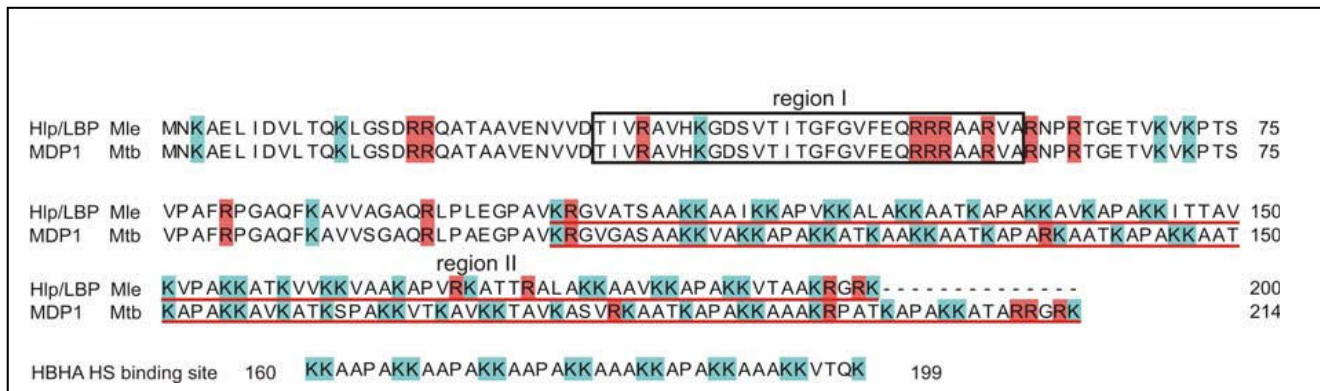 region I
Hlp/LBP Mle MNKAELIDVLTQKLGSDRRQATAAVENVVDTIVRAVHKGDSVTITGFGVFEQRRRAARVARNPRTGETVKVKPTS 75
MDP1 Mtb MNKAELIDVLTQKLGSDRRQATAAVENVVDTIVRAVHKGDSVTITGFGVFEQRRRAARVARNPRTGETVKVKPTS 75
Hlp/LBP Mle VPAFRPGAQFKAVVAGAQRLPLEGPAVKRGVATSAAKKAAIKKAPVKKALAKKAATKAPAKKAVKAPAKKITTAV 150
MDP1 Mtb VPAFRPGAQFKAVVSGAQRLPAEGPAVKRGVGASAAKKVAKKAPAKKATKAAKKAATKAPARKAATKAPAKKAAT 150
region II
Hlp/LBP Mle KVPAKKATKVVKKVAAKAPVRKATTRALAKKAAVKKAPAKKVTAAKRGRK- - - - - - - - - - - - - - 200
MDP1 Mtb KAPAKKAVKATKSPAKKVTKAVKKTAVKASVRKAATKAPAKKAAAKRPATKAPAKKATARRGRK 214
HBHA HS binding site 160 KKAAPAKKAAPAKKAAPAKKAAAKKAPAKKAAAKKVTQK 199